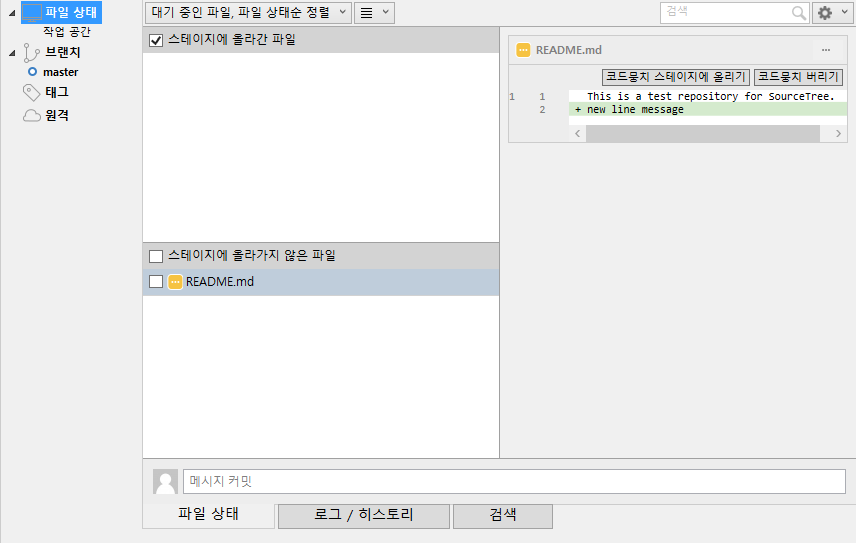 파일 상태
작업 공간
브랜치
master
태그
원격
대기 중인 파일, 파일 상태순 정렬
검색
스테이지에 올라간 파일
스테이지에 올라가지 않은 파일
README.md
README.md
코드뭉치 스테이지에 올리기 코드뭉치 버리기
1 1 This is a test repository for SourceTree.
2 + new line message
메시지 커밋
파일 상태 로그 / 히스토리 검색